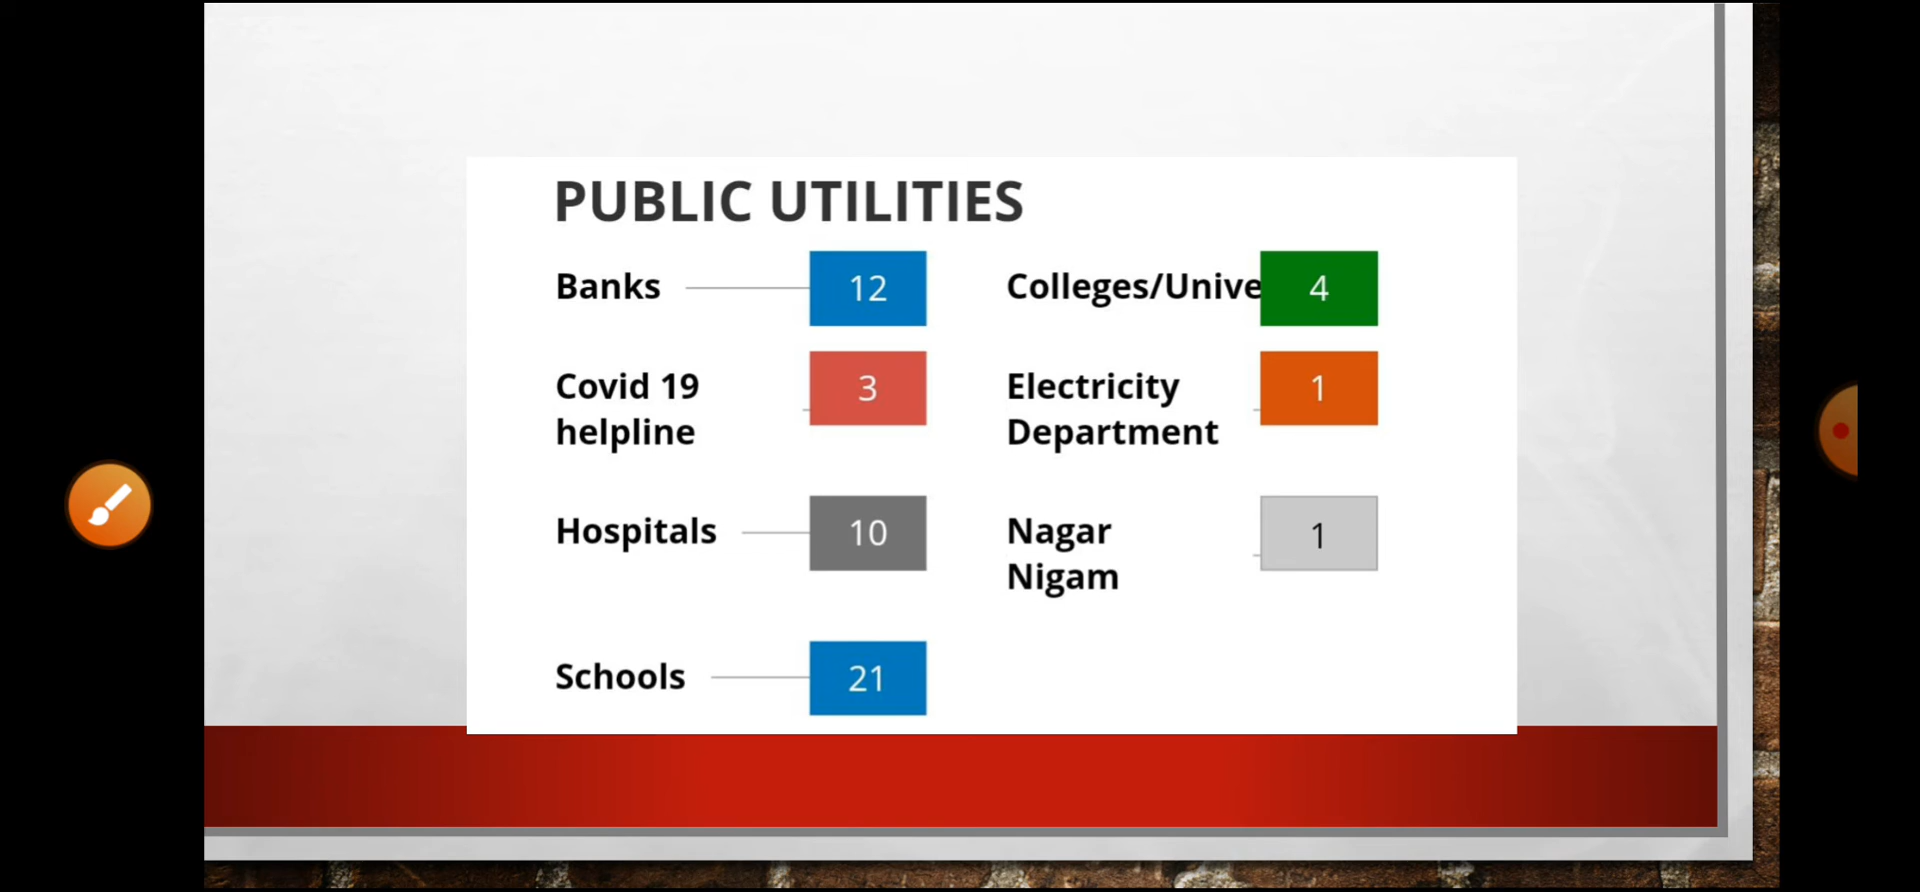 PUBLIC UTILITIES
Banks 12
Colleges/Unive 4
Covid 19
helpline
3
Electricity
Department
1
Hospitals 10
Nagar
Nigam
1
Schools 21